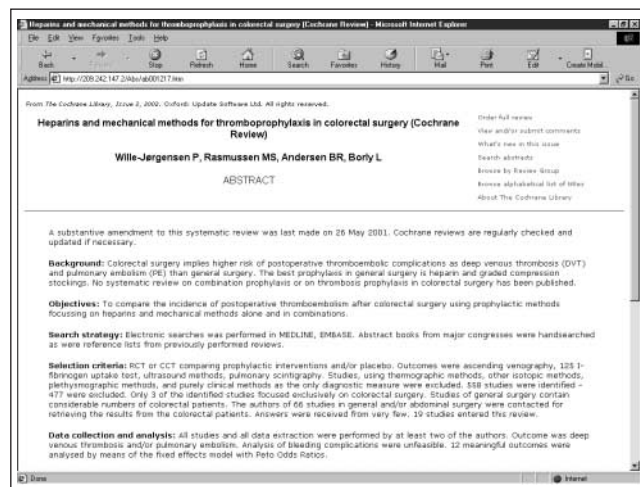 Heparins and mechanical methods for thromboprophylaxis in colorectal surgery (Cochrane Review) - Microsoft Internet Explorer
File Edit View Favorites Tools Help
Back Stop Refresh Home Search Favorites History Mail Print Edit Create Mobil...
Address http://209.242.147.2/Abs/ab001217.htm Go
From The Cochrane Library, Issue 2, 2002. Oxford: Update Software Ltd. All rights reserved.
Heparins and mechanical methods for thromboprophylaxis in colorectal surgery (Cochrane
Review)
Wille-Jørgensen P, Rasmussen MS, Andersen BR, Borly L
ABSTRACT
Order full review
View and/or submit comments
What's new in this issue
Search abstracts
Browse by Review Group
Browse alphabetical list of titles
About The Cochrane Library
A substantive amendment to this systematic review was last made on 26 May 2001. Cochrane reviews are regularly checked and
updated if necessary.
Background: Colorectal surgery implies higher risk of postoperative thromboembolic complications as deep venous thrombosis (DVT)
and pulmonary embolism (PE) than general surgery. The best prophylaxis in general surgery is heparin and graded compression
stockings. No systematic review on combination prophylaxis or on thrombosis prophylaxis in colorectal surgery has been published.
Objectives: To compare the incidence of postoperative thromboembolism after colorectal surgery using prophylactic methods
focussing on heparins and mechanical methods alone and in combinations.
Search strategy: Electronic searches was performed in MEDLINE, EMBASE. Abstract books from major congresses were handsearched
as were reference lists from previously performed reviews.
Selection criteria: RCT or CCT comparing prophylactic interventions and/or placebo. Outcomes were ascending venography, 125 I-
fibrinogen uptake test, ultrasound methods, pulmonary scintigraphy. Studies, using thermographic methods, other isotopic methods,
plethysmographic methods, and purely clinical methods as the only diagnostic measure were excluded. 558 studies were identified -
477 were excluded. Only 3 of the identified studies focused exclusively on colorectal surgery. Studies of general surgery contain
considerable numbers of colorectal patients. The authors of 66 studies in general and/or abdominal surgery were contacted for
retrieving the results from the colorectal patients. Answers were received from very few. 19 studies entered this review.
Data collection and analysis: All studies and all data extraction were performed by at least two of the authors. Outcome was deep
venous thrombosis and/or pulmonary embolism. Analysis of bleeding complications were unfeasible. 12 meaningful outcomes were
analysed by means of the fixed effects model with Peto Odds Ratios.
Done Internet